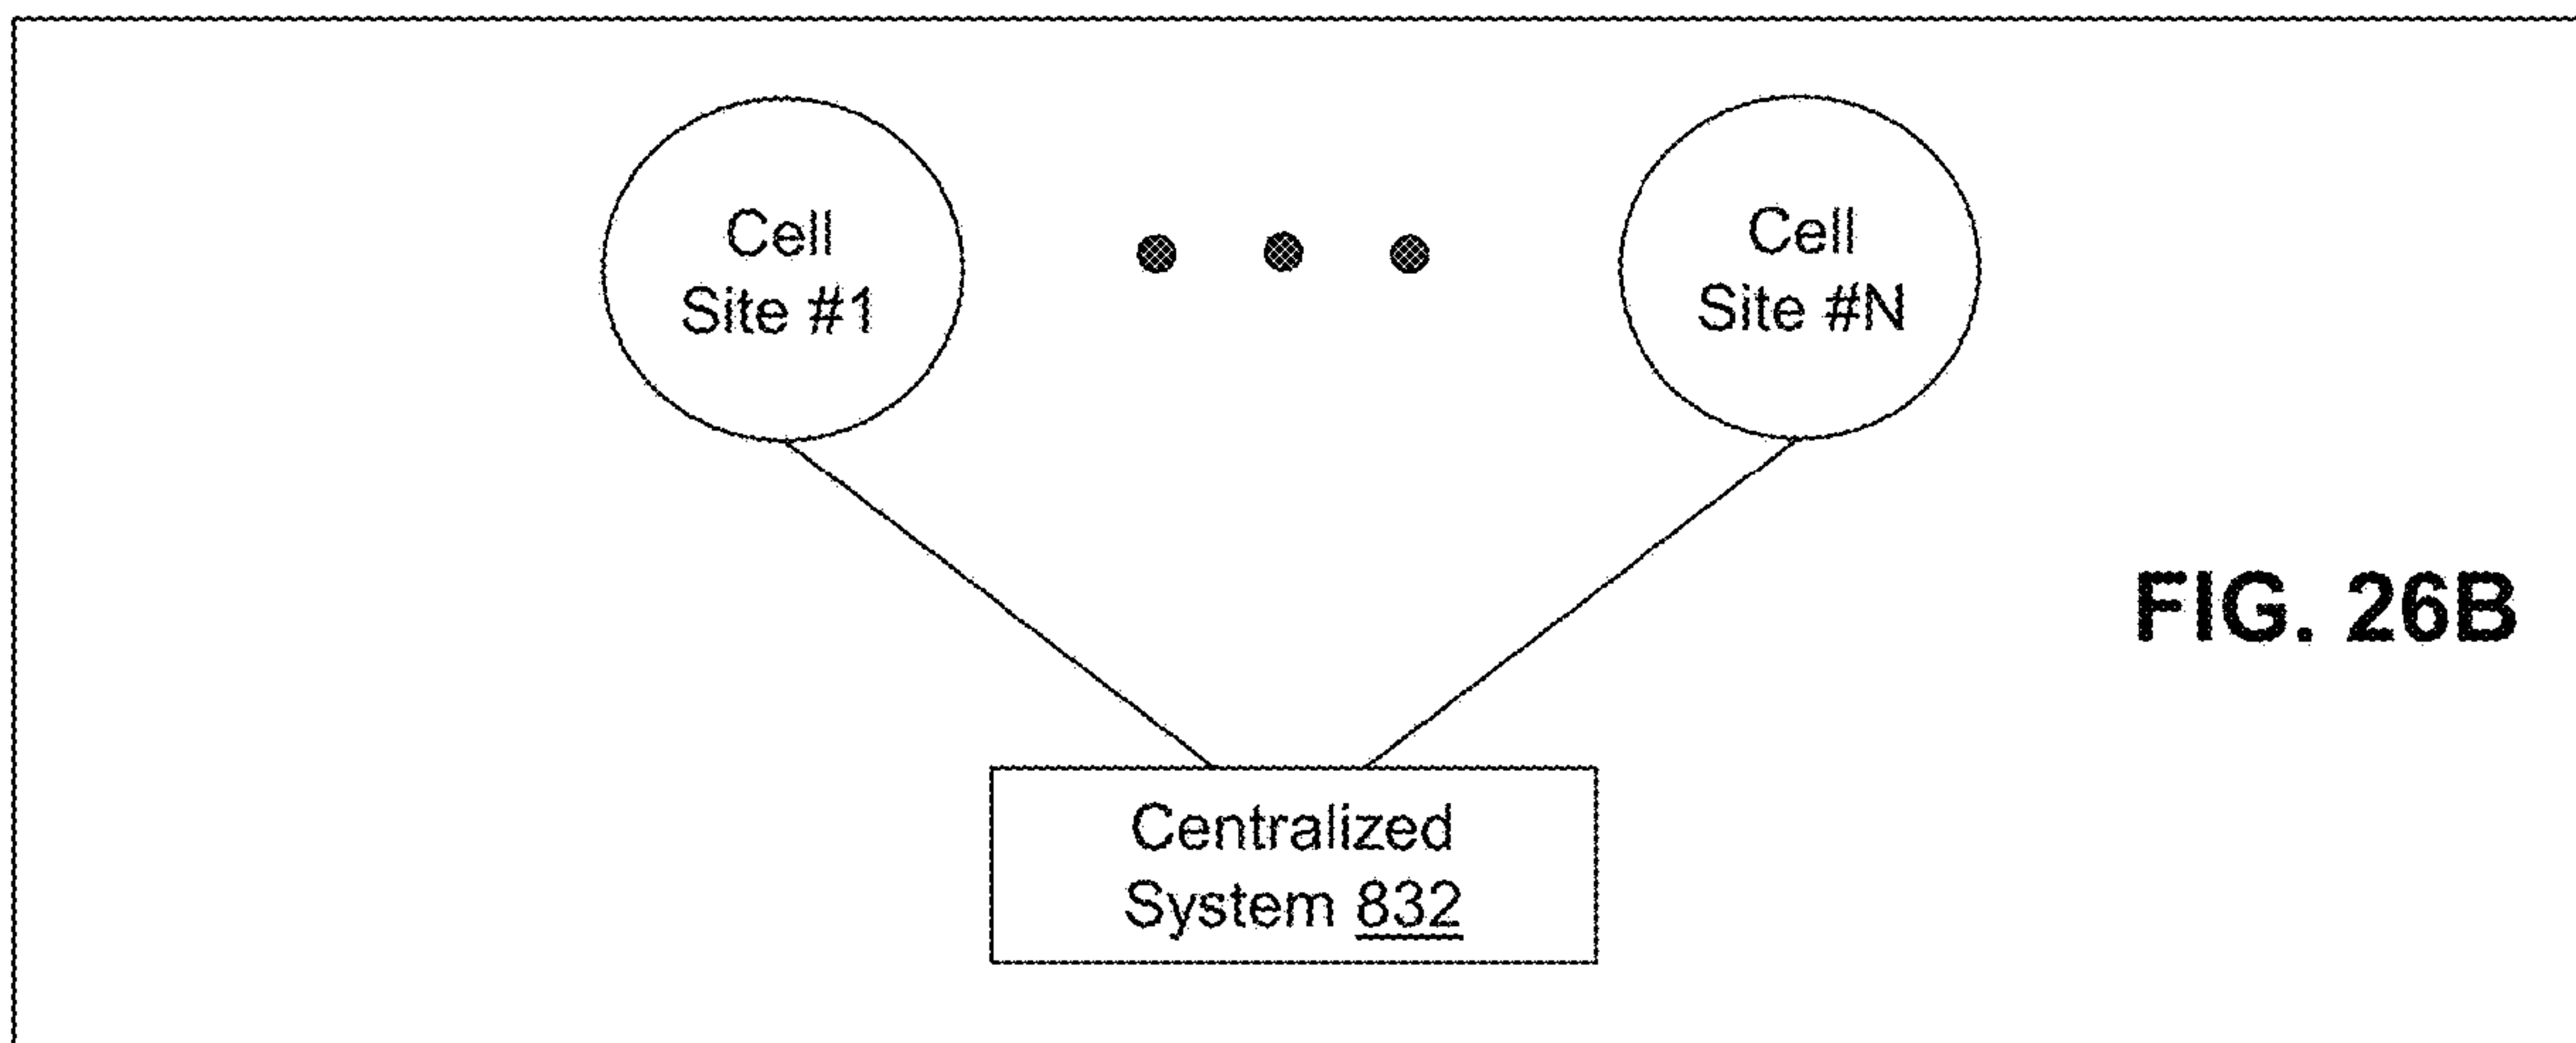 Cell
Site #1
Cell
Site #N
FIG. 26B
Centralized
System 832